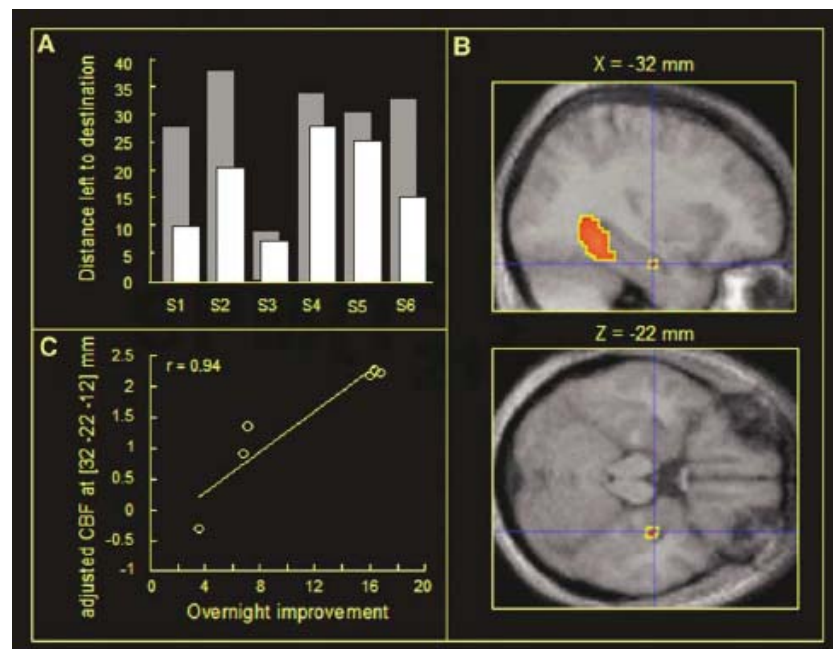 A
Distance left to destination
40
35
30
25
20
15
10
5
0
S1 S2 S3 S4 S5 S6
B
X = -32 mm
Z = -22 mm
C
adjusted CBF at [32 -22 -12] mm
2.5
2
1.5
1
0.5
0
-0.5
-1
r = 0.94
0 4 8 12 16 20
Overnight improvement